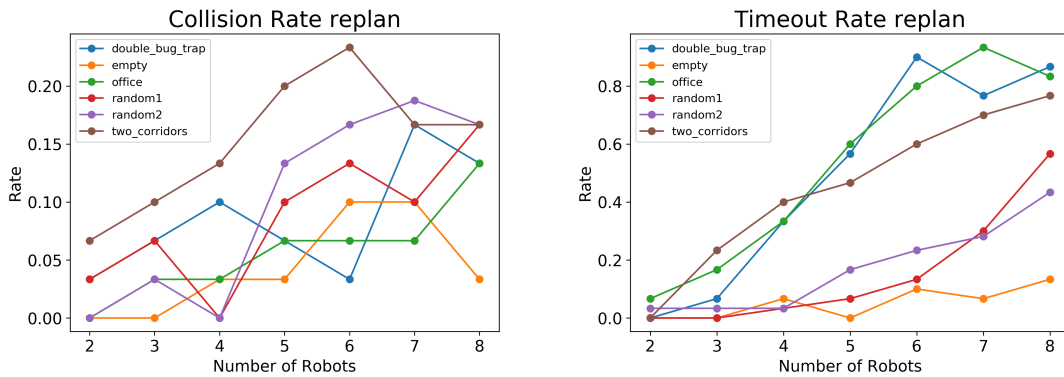 Collision Rate replan
double_bug_trap
empty
office
random1
random2
two_corridors
0.20
0.15
0.10
0.05
0.00
Rate
2 3 4 5 6 7 8
Number of Robots
Timeout Rate replan
double_bug_trap
empty
office
random1
random2
two_corridors
0.8
0.6
0.4
0.2
0.0
Rate
2 3 4 5 6 7 8
Number of Robots